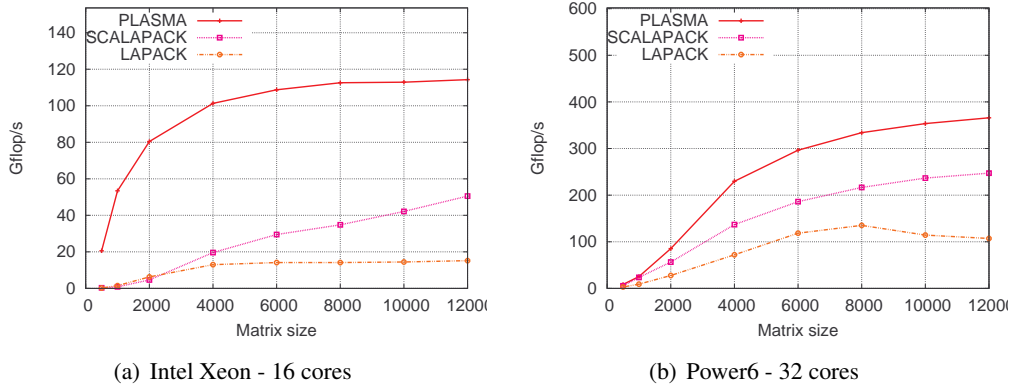 PLASMA
SCALAPACK
LAPACK
140
120
100
80
60
40
20
0
Gflop/s
0 2000 4000 6000 8000 10000 1200
Matrix size
(a) Intel Xeon - 16 cores
PLASMA
SCALAPACK
LAPACK
600
500
400
300
200
100
0
Gflop/s
0 2000 4000 6000 8000 10000 1200
Matrix size
(b) Power6 - 32 cores